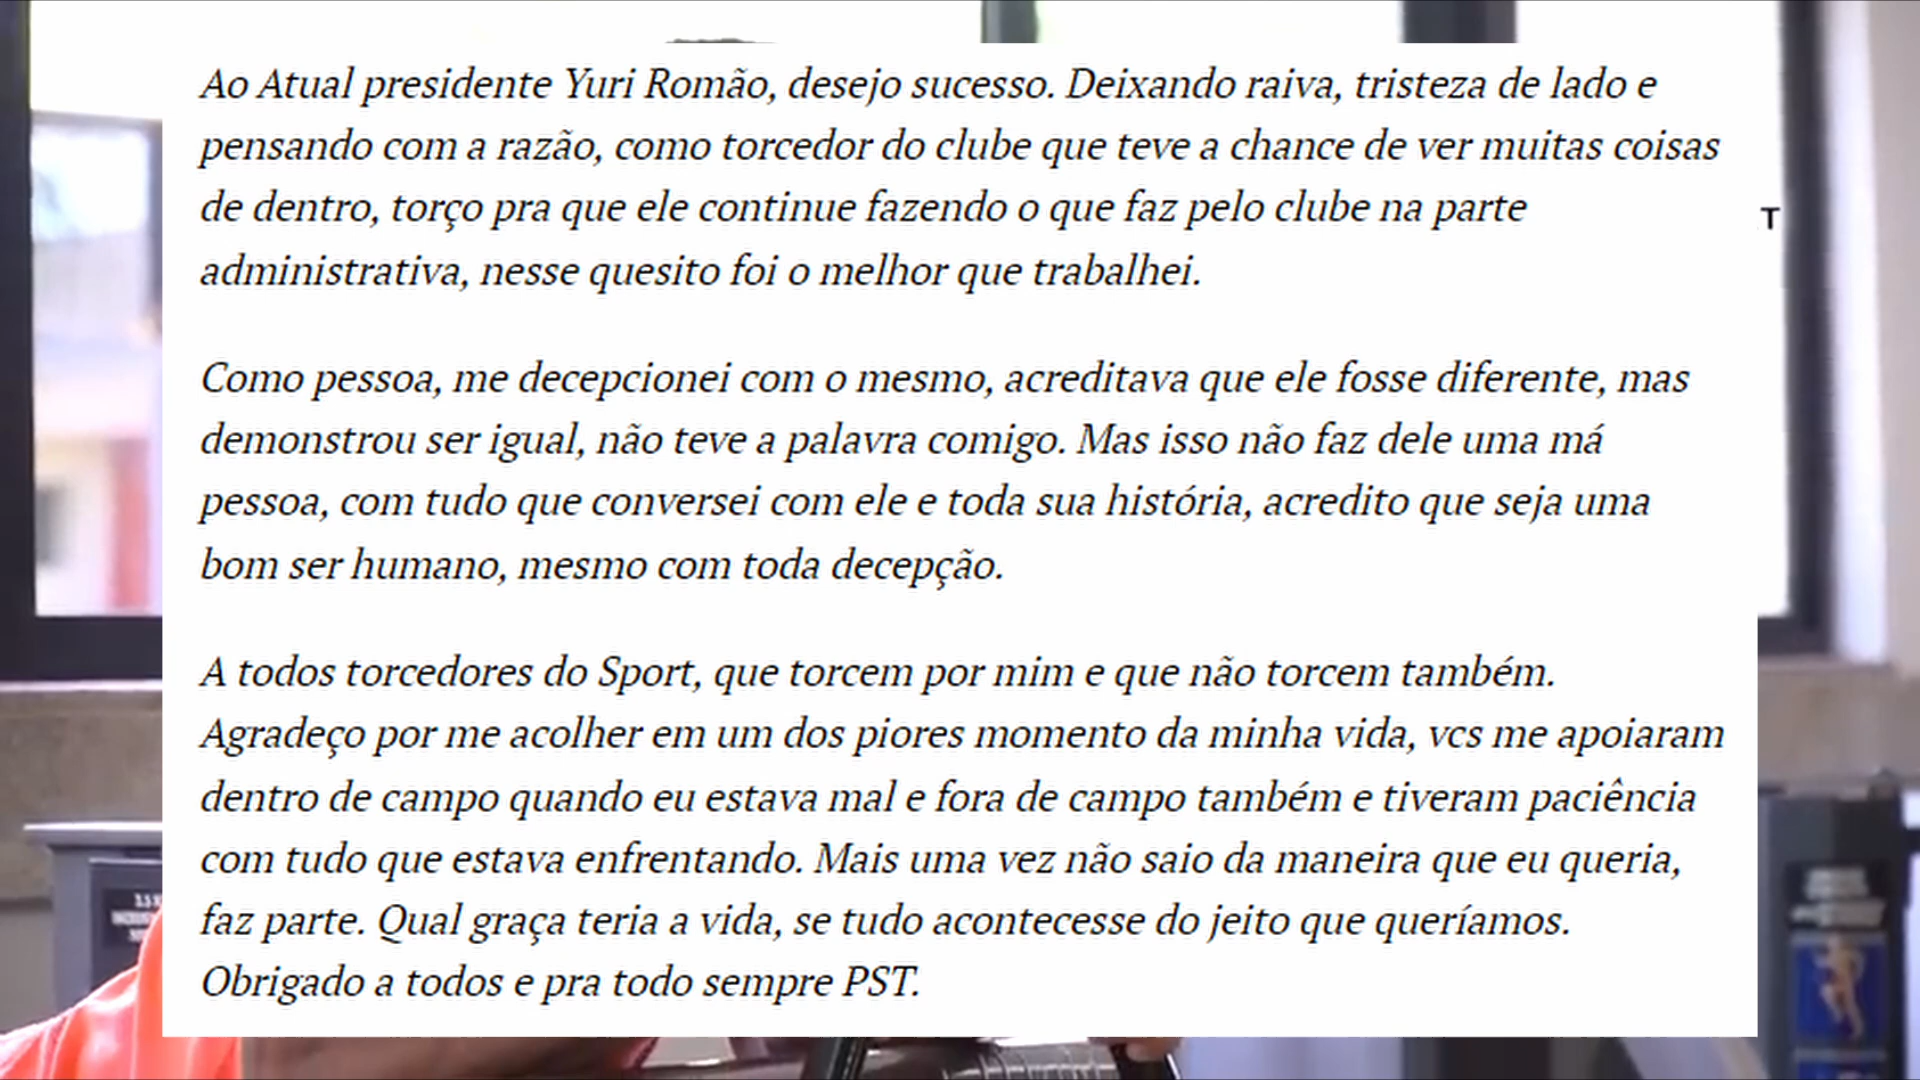 Ao Atual presidente Yuri Romão, desejo sucesso. Deixando raiva, tristeza de lado e
pensando com a razão, como torcedor do clube que teve a chance de ver muitas coisas
de dentro, torço pra que ele continue fazendo o que faz pelo clube na parte
T
administrativa, nesse quesito foi o melhor que trabalhei.
Como pessoa, me decepcionei com o mesmo, acreditava que ele fosse diferente, mas
demonstrou ser igual, não teve a palavra comigo. Mas isso não faz dele uma má
pessoa, com tudo que conversei com ele e toda sua história, acredito que seja uma
bom ser humano, mesmo com toda decepção.
A todos torcedores do Sport, que torcem por mim e que não torcem também.
Agradeço por me acolher em um dos piores momento da minha vida, vcs me apoiaram
dentro de campo quando eu estava mal e fora de campo também e tiveram paciência
com tudo que estava enfrentando. Mais uma vez não saio da maneira que eu queria,
faz parte. Qual graça teria a vida, se tudo acontecesse do jeito que queríamos.
Obrigado a todos e pra todo sempre PST.